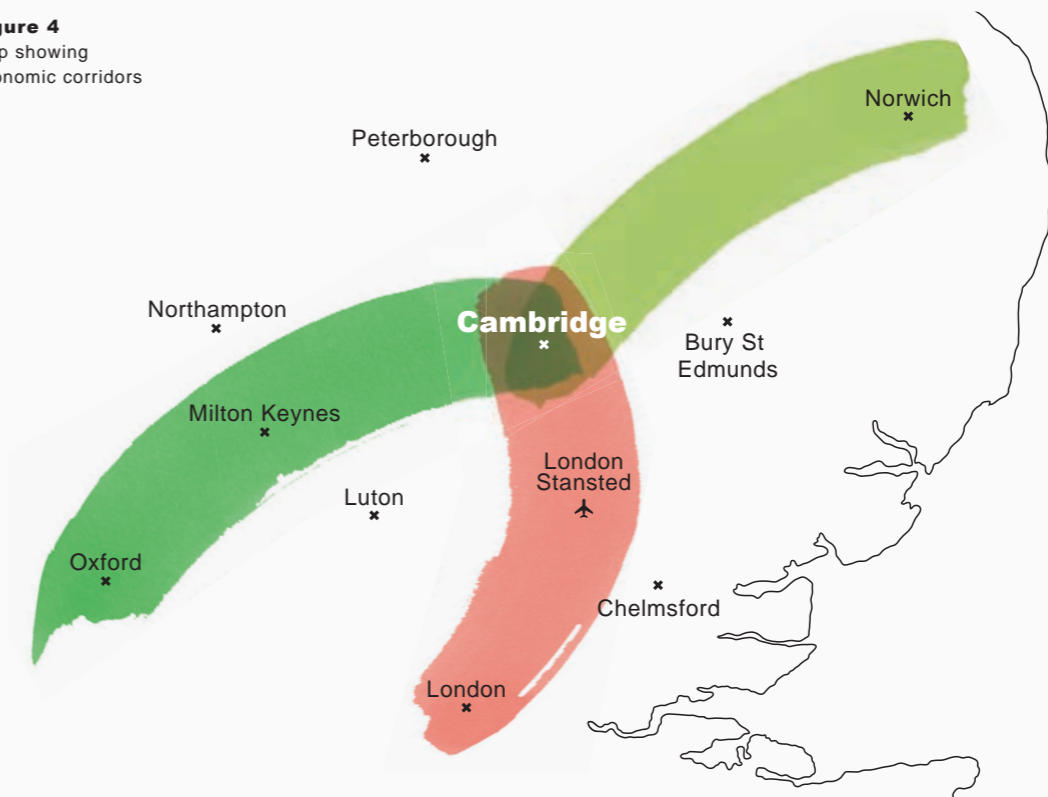 gure 4
p showing
onomic corridors
Norwich
Peterborough
Northampton
Cambridge
Bury St
Edmunds
Milton Keynes
London
Stansted
Luton
Oxford
Chelmsford
London